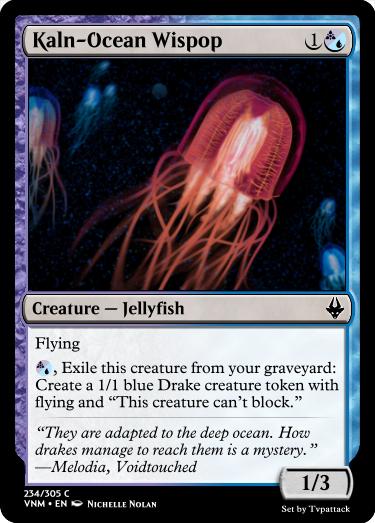 Kaln-Ocean Wispop 1
Creature — Jellyfish
Flying
, Exile this creature from your graveyard:
Create a 1/1 blue Drake creature token with
flying and “This creature can't block.”
“They are adapted to the deep ocean. How
drakes manage to reach them is a mystery.”
—Melodia, Voidtouched
1/3
234/305 C
VNM • EN Nichelle Nolan
Set by Tvpattack